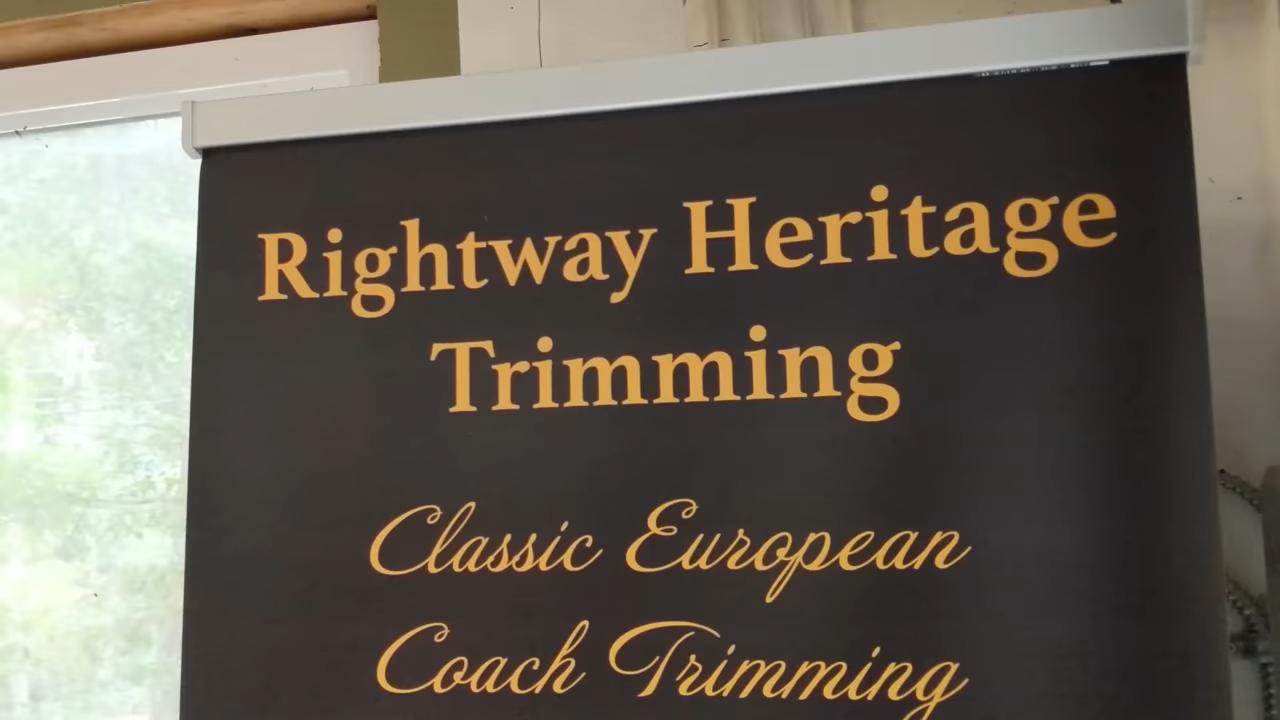 Rightway Heritage
Trimming
Classic European
Coach Trimming